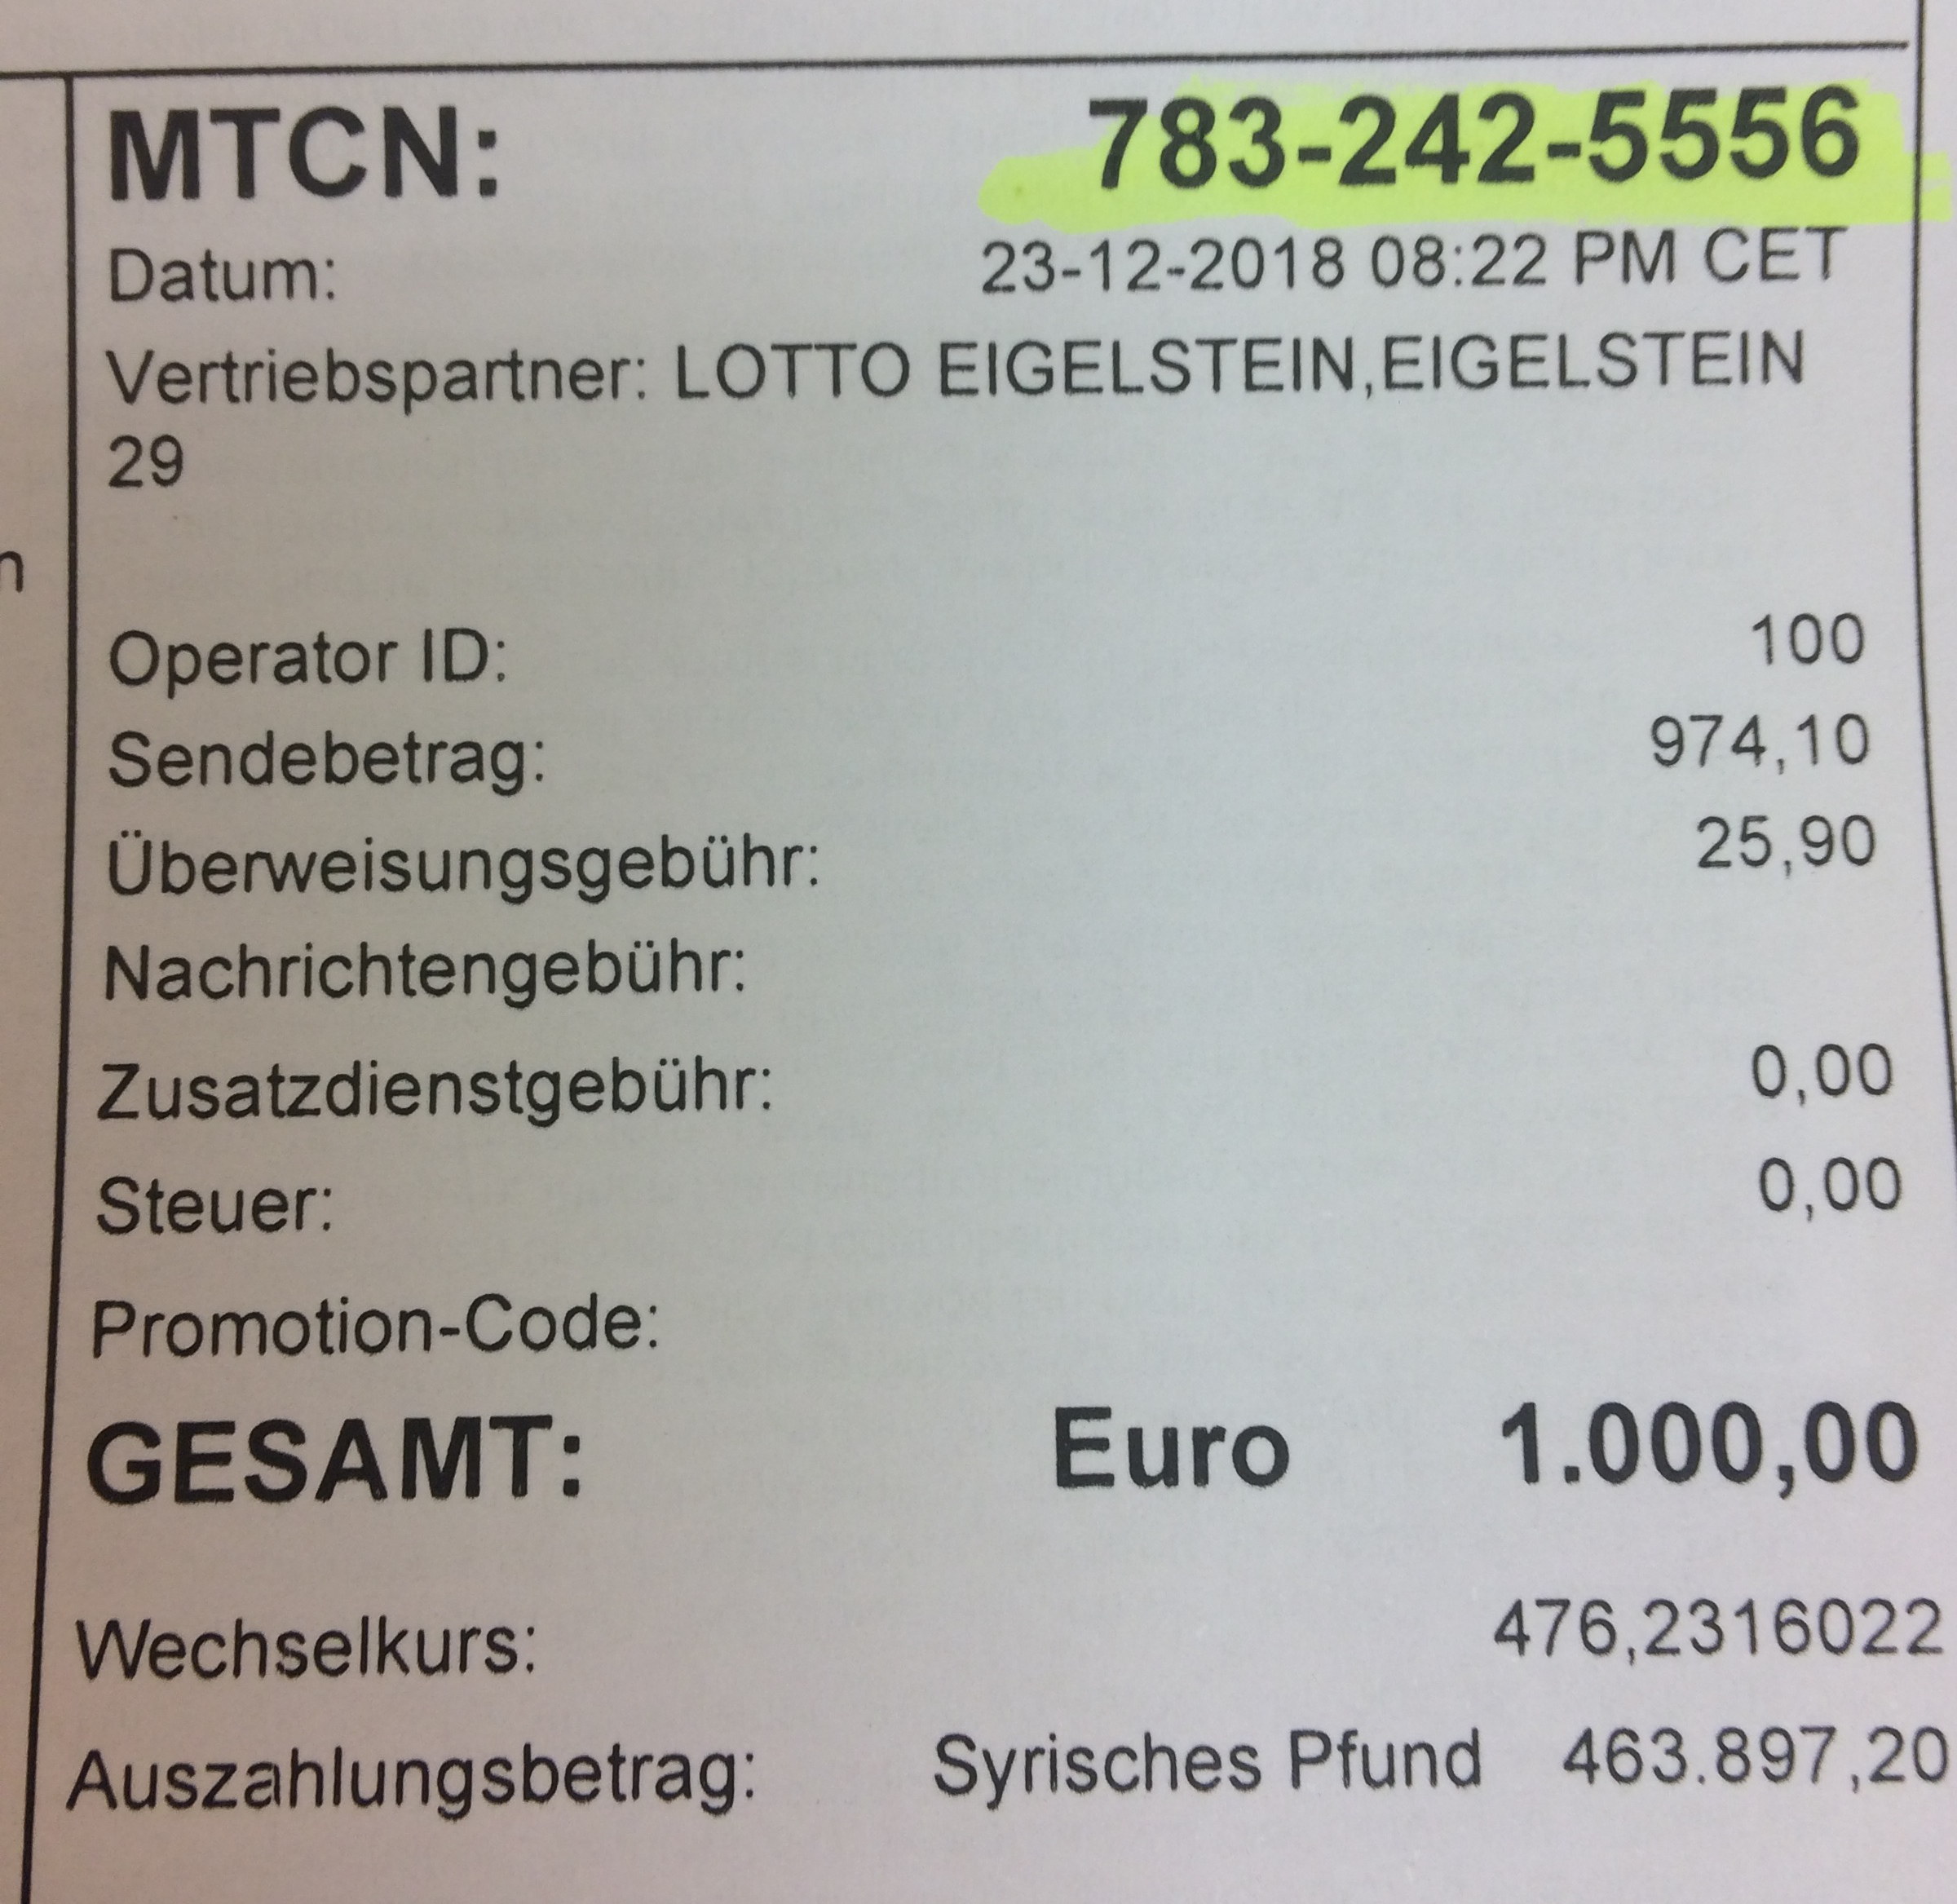 MTCN: 783-242-5556
Datum: 23-12-2018 08:22 PM CET
Vertriebspartner: LOTTO EIGELSTEIN,EIGELSTEIN
29
n
Operator ID: 100
Sendebetrag: 974,10
Überweisungsgebühr: 25,90
Nachrichtengebühr:
Zusatzdienstgebühr: 0,00
Steuer: 0,00
Promotion-Code:
GESAMT: Euro 1.000,00
Wechselkurs: 476,2316022
Auszahlungsbetrag: Syrisches Pfund 463.897,20